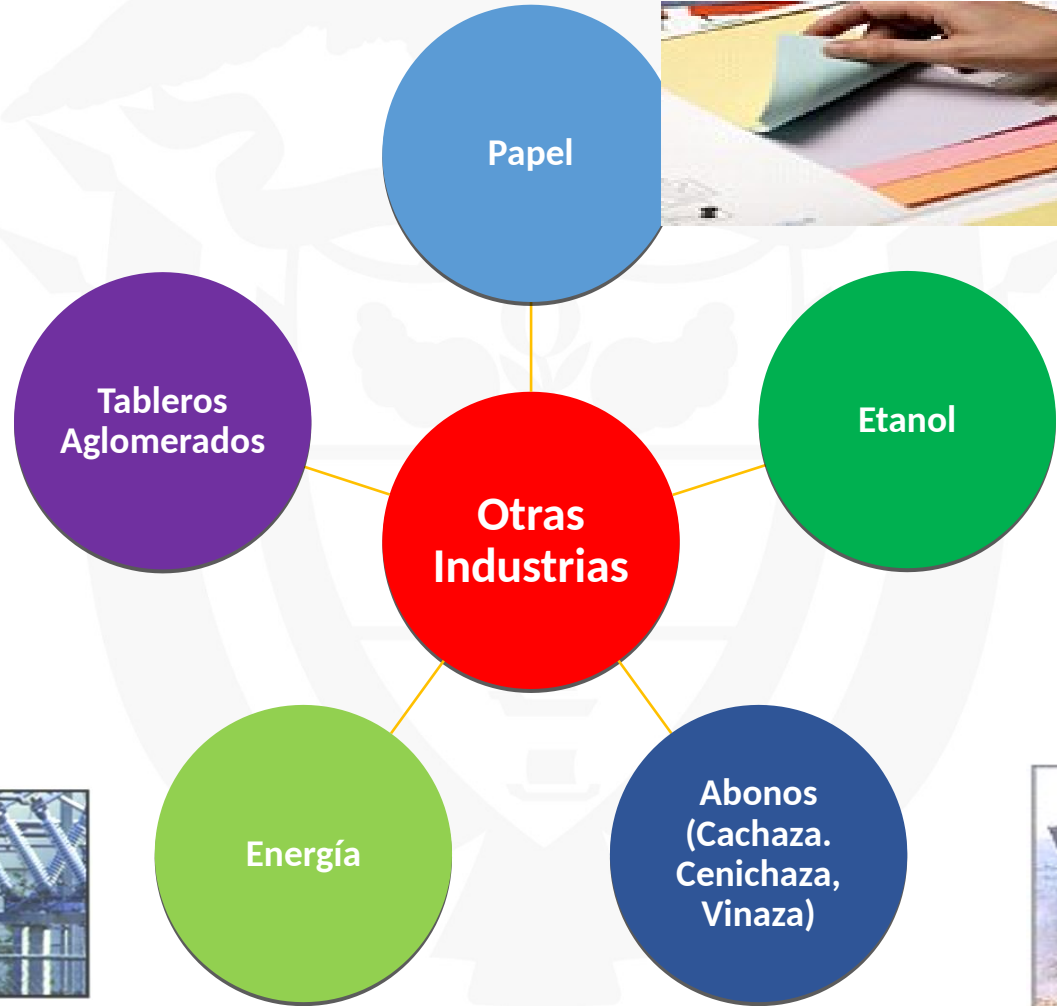 Papel
Tableros
Aglomerados
Etanol
Otras
Industrias
Energía
Abonos
(Cachaza.
Cenichaza,
Vinaza)